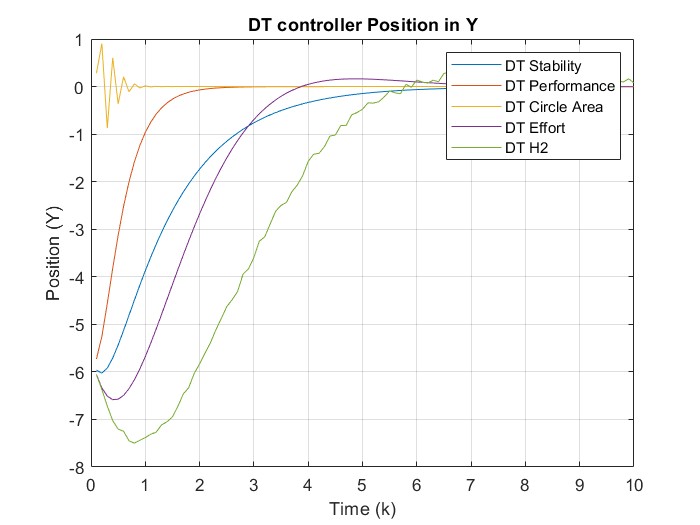 DT controller Position in Y
1
0
-1
-2
-3
-4
-5
-6
-7
-8
Position (Y)
DT Stability
DT Performance
DT Circle Area
DT Effort
DT H2
0 1 2 3 4 5 6 7 8 9 10
Time (k)